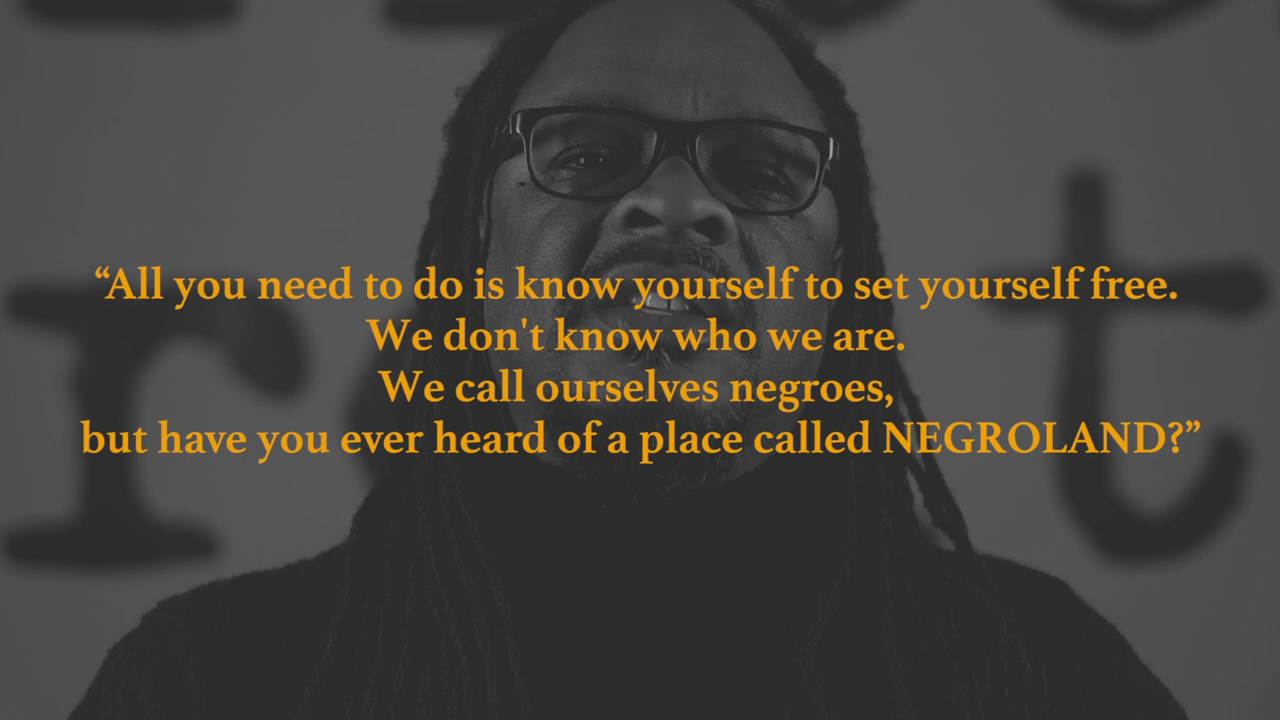 “All you need to do is know yourself to set yourself free.
We don't know who we are.
We call ourselves negroes,
but have you ever heard of a place called NEGROLAND?”
r t